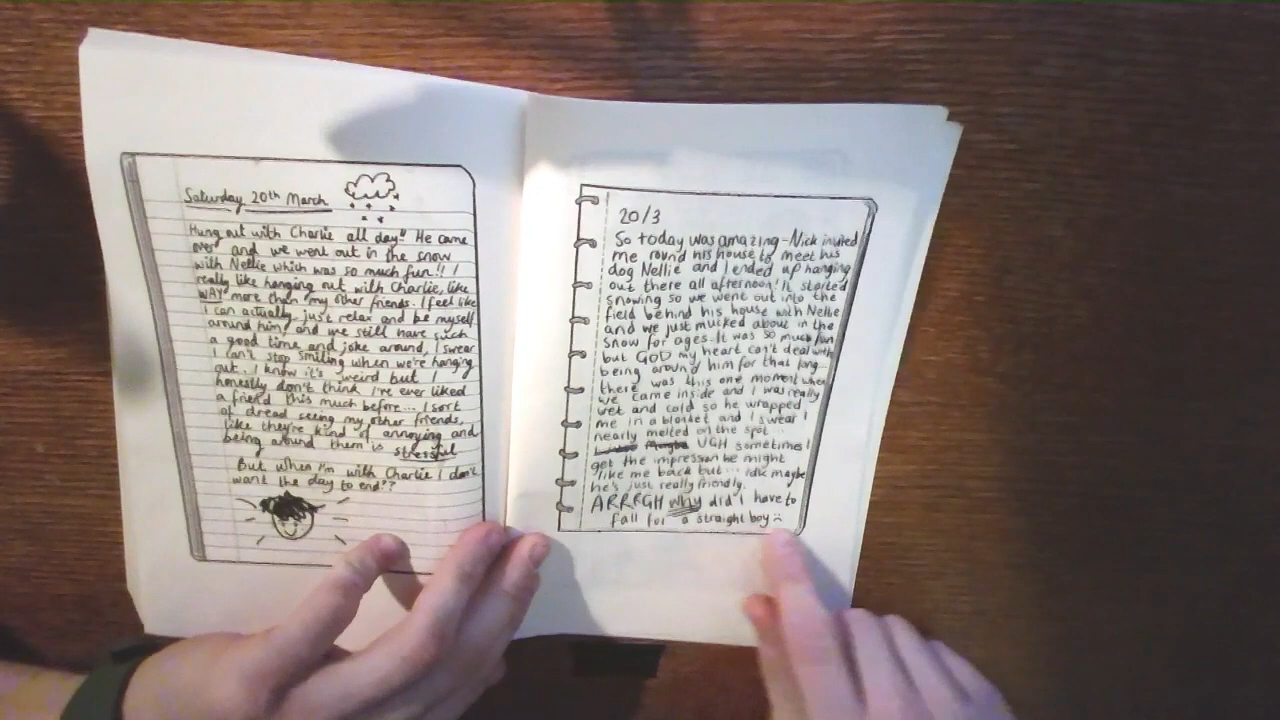 Saturday 20th March
Hung out with Charlie all day!! He came
over and we went out in the snow
with Nellie which was so much fun!! I
really like hanging out with Charlie, like
WAY more than my other friends. I feel like
I can actually just relax and be myself
around him, and we still have such
a good time and joke around, I swear
I can't stop smiling when we're hanging
out. I know it's weird but I
honestly don't think I've ever liked
a friend this much before... I sort
of dread seeing my other friends,
like they're kind of annoying and
being around them is stressful
But when I'm with Charlie I don't
want the day to end??
20/3
So today was amazing - Nick invited
me round his house to meet his
dog Nellie and I ended up hanging
out there all afternoon! It started
snowing so we went out into the
field behind his house with Nellie
and we just mucked about in the
snow for ages. It was so much fun
but GOD my heart can't deal with
being around him for that long...
there was this one moment when
we came inside and I was really
wet and cold so he wrapped
me in a blanket and I swear I
nearly melted on the spot...
Maybe UGH sometimes I
get the impression he might
like me back but... idk maybe
he's just really friendly.
ARRRGH why did I have to
fall for a straight boy :(